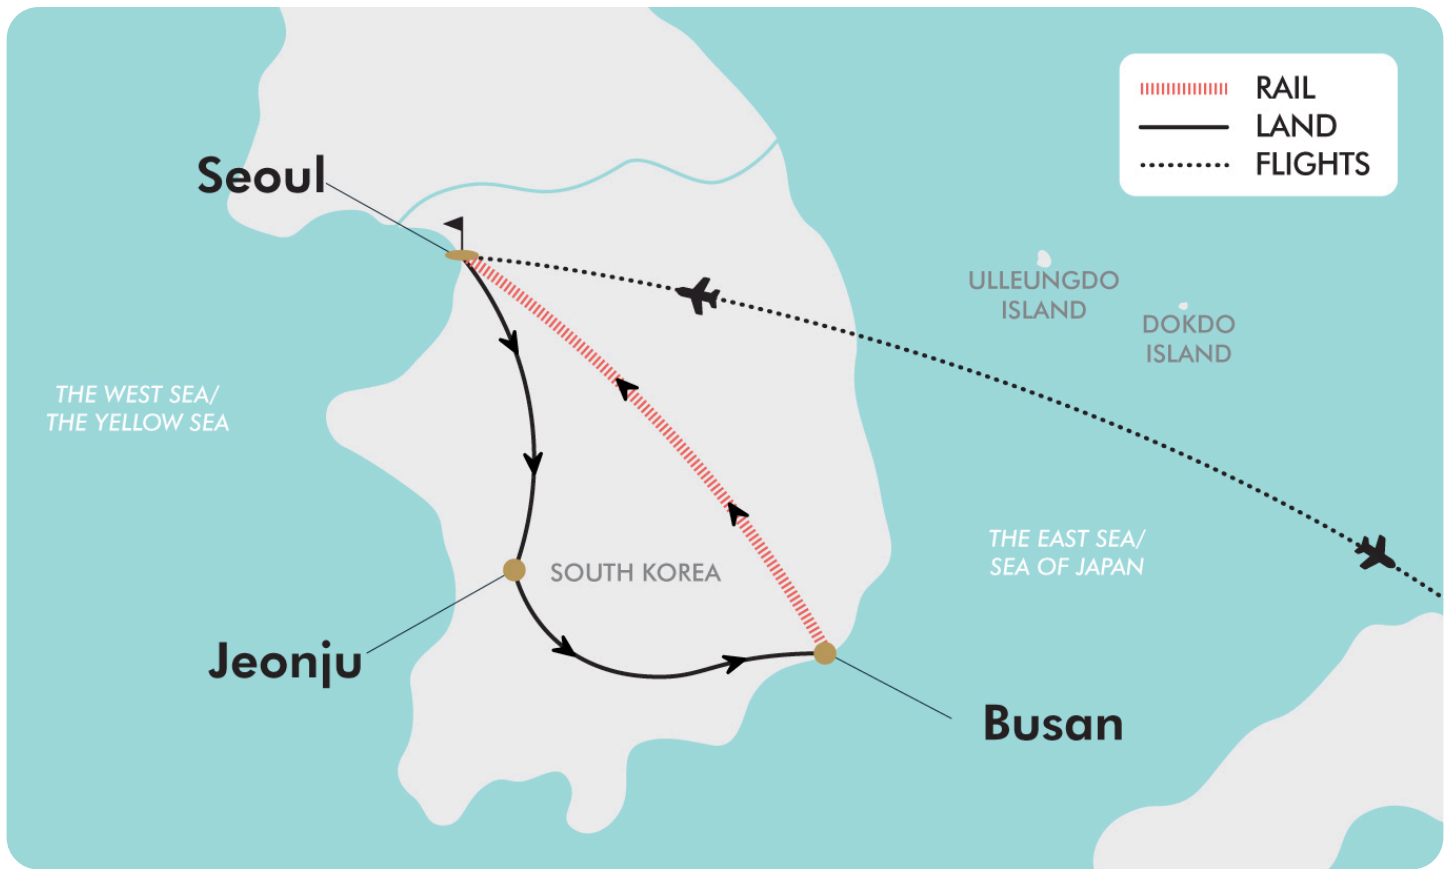 RAIL
LAND
FLIGHTS
Seoul
ULLEUNGDO
ISLAND
DOKDO
ISLAND
THE WEST SEA/
THE YELLOW SEA
THE EAST SEA/
SEA OF JAPAN
SOUTH KOREA
Jeonju
Busan